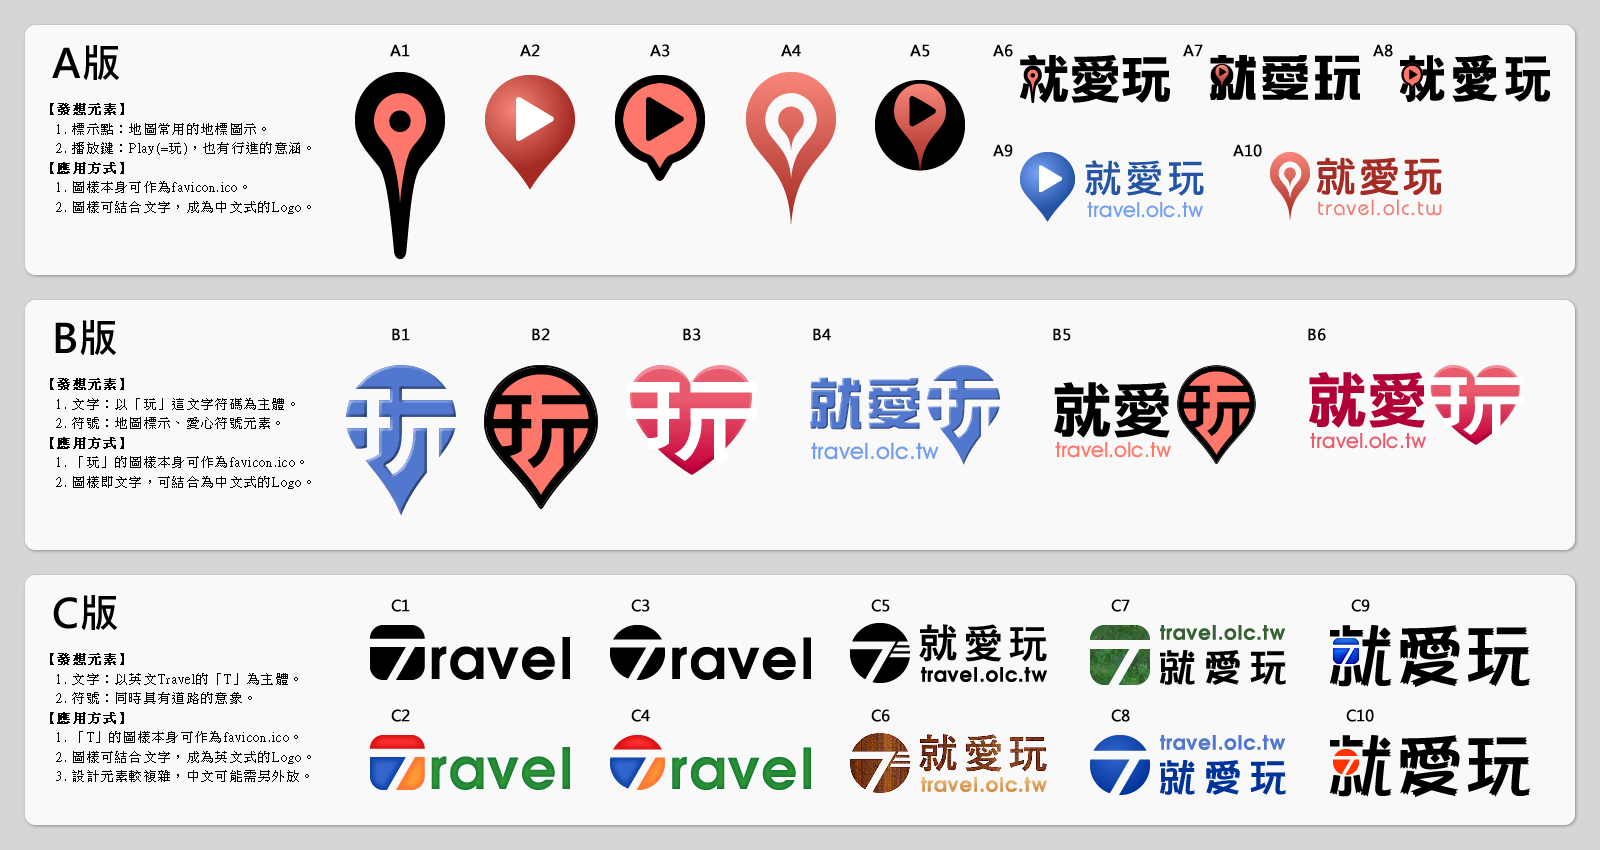 A版
【發想元素】
1. 標示點：地圖常用的地標圖示。
2. 播放鍵：Play(=玩)，也有行進的意涵。
【應用方式】
1. 圖樣本身可作為favicon.ico。
2. 圖樣可結合文字，成為中文式的Logo。
A1
A2
A3
A4
A5
A6
就愛玩
A7
就愛玩
A8
就愛玩
A9
就愛玩
travel.olc.tw
A10
就愛玩
travel.olc.tw
B版
【發想元素】
1. 文字：以「玩」這文字符碼為主體。
2. 符號：地圖標示、愛心符號元素。
【應用方式】
1. 「玩」的圖樣本身可作為favicon.ico。
2. 圖樣即文字，可結合為中文式的Logo。
B1
玩
B2
玩
B3
玩
B4
就愛玩
travel.olc.tw
B5
就愛玩
travel.olc.tw
B6
就愛玩
travel.olc.tw
C版
【發想元素】
1. 文字：以英文Travel的「T」為主體。
2. 符號：同時具有道路的意象。
【應用方式】
1. 「T」的圖樣本身可作為favicon.ico。
2. 圖樣可結合文字，成為英文式的Logo。
3. 設計元素較複雜，中文可能需另外放。
C1
Travel
C3
Travel
C5
就愛玩
travel.olc.tw
C7
travel.olc.tw
就愛玩
C9
就愛玩
C2
Travel
C4
Travel
C6
就愛玩
travel.olc.tw
C8
travel.olc.tw
就愛玩
C10
就愛玩